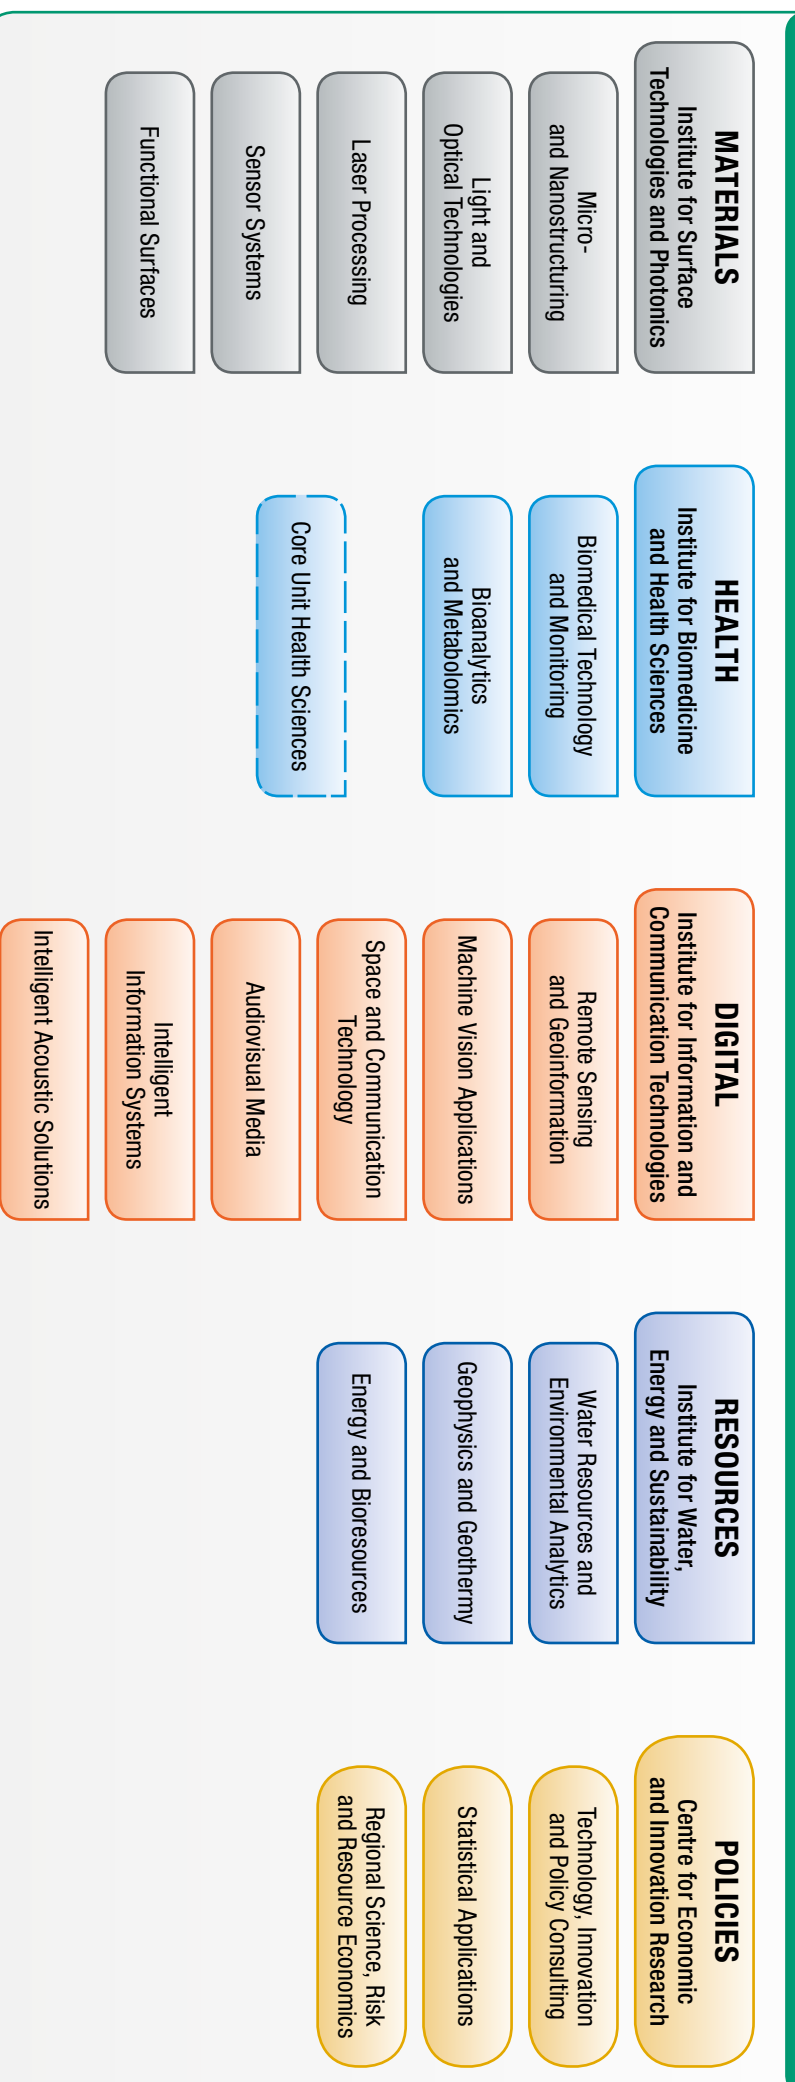 MATERIALS
Institute for Surface
Technologies and Photonics
Micro-
and Nanostructuring
Light and
Optical Technologies
Laser Processing
Sensor Systems
Functional Surfaces
HEALTH
Institute for Biomedicine
and Health Sciences
Biomedical Technology
and Monitoring
Bioanalytics
and Metabolomics
Core Unit Health Sciences
DIGITAL
Institute for Information and
Communication Technologies
Remote Sensing
and Geoinformation
Machine Vision Applications
Space and Communication
Technology
Audiovisual Media
Intelligent
Information Systems
Intelligent Acoustic Solutions
RESOURCES
Institute for Water,
Energy and Sustainability
Water Resources and
Environmental Analytics
Geophysics and Geothermy
Energy and Bioresources
POLICIES
Centre for Economic
and Innovation Research
Technology, Innovation
and Policy Consulting
Statistical Applications
Regional Science, Risk
and Resource Economics